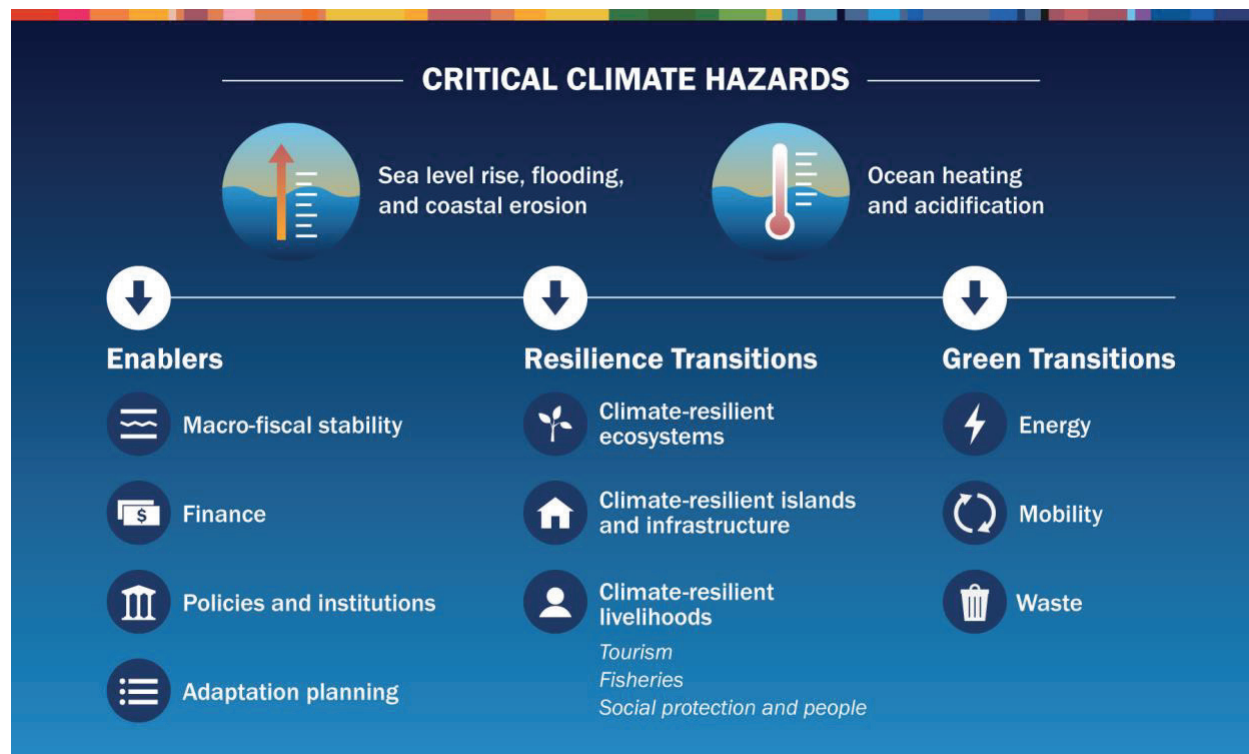 CRITICAL CLIMATE HAZARDS
Sea level rise, flooding,
and coastal erosion
Ocean heating
and acidification
Enablers
Macro-fiscal stability
$
Finance
Policies and institutions
Adaptation planning
Resilience Transitions
Climate-resilient
ecosystems
Climate-resilient islands
and infrastructure
Climate-resilient
livelihoods
Tourism
Fisheries
Social protection and people
Green Transitions
Energy
Mobility
Waste